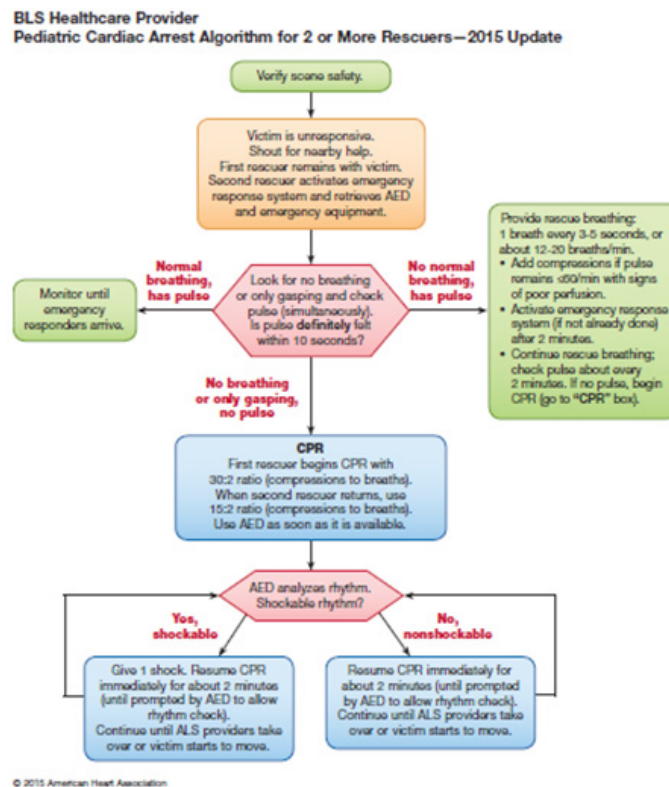 BLS Healthcare Provider
Pediatric Cardiac Arrest Algorithm for 2 or More Rescuers—2015 Update
Verify scene safety.
Victim is unresponsive.
Shout for nearby help.
First rescuer remains with victim.
Second rescuer activates emergency
response system and retrieves AED
and emergency equipment.
Normal
breathing,
has pulse
Monitor until
emergency
responders arrive.
Look for no breathing
or only gasping and check
pulse (simultaneously).
Is pulse definitely felt
within 10 seconds?
No normal
breathing,
has pulse
Provide rescue breathing:
1 breath every 3-5 seconds, or
about 12-20 breaths/min.
• Add compressions if pulse
remains ≤60/min with signs
of poor perfusion.
• Activate emergency response
system (if not already done)
after 2 minutes.
• Continue rescue breathing;
check pulse about every
2 minutes. If no pulse, begin
CPR (go to “CPR” box).
No breathing
or only gasping,
no pulse
CPR
First rescuer begins CPR with
30:2 ratio (compressions to breaths).
When second rescuer returns, use
15:2 ratio (compressions to breaths).
Use AED as soon as it is available.
AED analyzes rhythm.
Shockable rhythm?
Yes,
shockable
No,
nonshockable
Give 1 shock. Resume CPR
immediately for about 2 minutes
(until prompted by AED to allow
rhythm check).
Continue until ALS providers take
over or victim starts to move.
Resume CPR immediately for
about 2 minutes (until prompted
by AED to allow rhythm check).
Continue until ALS providers take
over or victim starts to move.
© 2015 American Heart Association